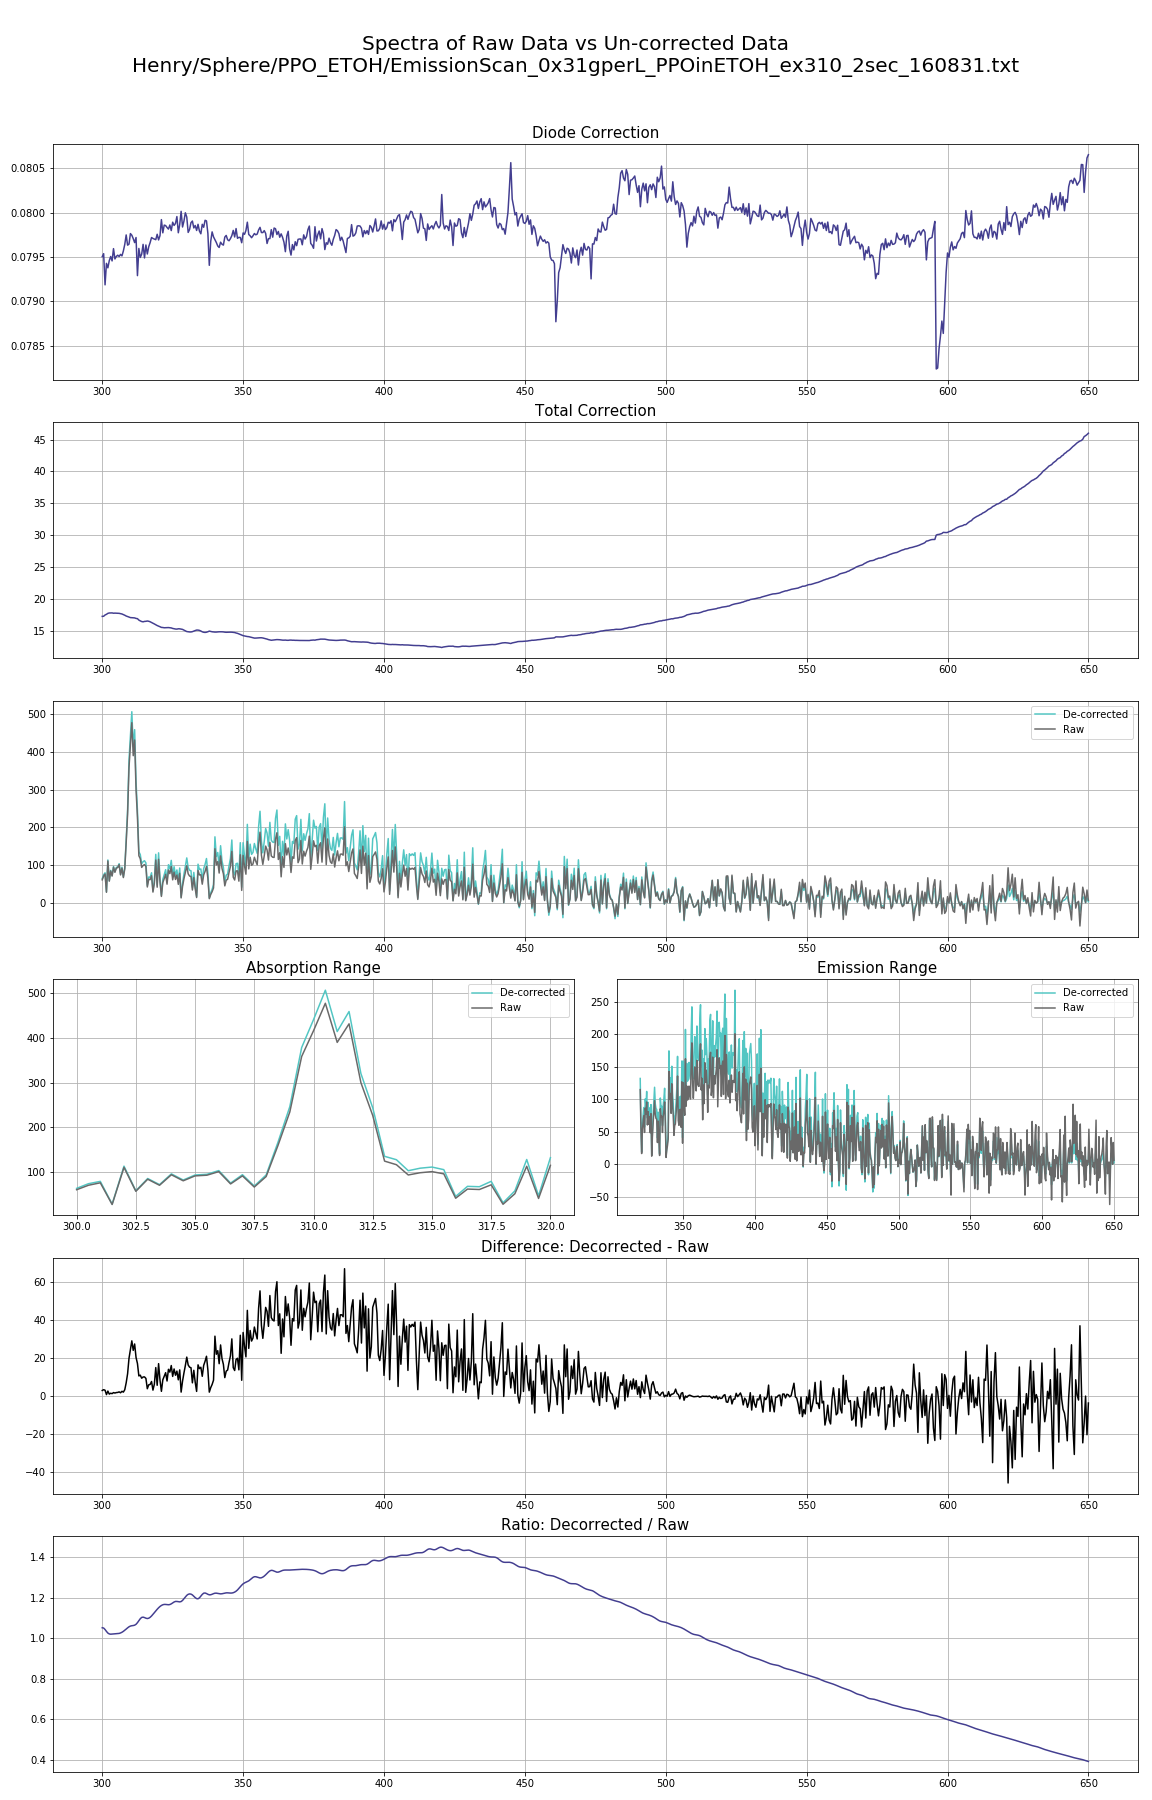 Spectra of Raw Data vs Un-corrected Data
Henry/Sphere/PPO_ETOH/EmissionScan_0x31gperL_PPOinETOH_ex310_2sec_160831.txt
Diode Correction
0.0805
0.0800
0.0795
0.0790
0.0785
300 350 400 450 500 550 600 650
Total Correction
45
40
35
30
25
20
15
300 350 400 450 500 550 600 650
De-corrected
Raw
500
400
300
200
100
0
300 350 400 450 500 550 600 650
Absorption Range
De-corrected
Raw
500
400
300
200
100
300.0 302.5 305.0 307.5 310.0 312.5 315.0 317.5 320.0
Emission Range
De-corrected
Raw
250
200
150
100
50
0
−50
350 400 450 500 550 600 650
Difference: Decorrected - Raw
60
40
20
0
−20
−40
300 350 400 450 500 550 600 650
Ratio: Decorrected / Raw
1.4
1.2
1.0
0.8
0.6
0.4
300 350 400 450 500 550 600 650